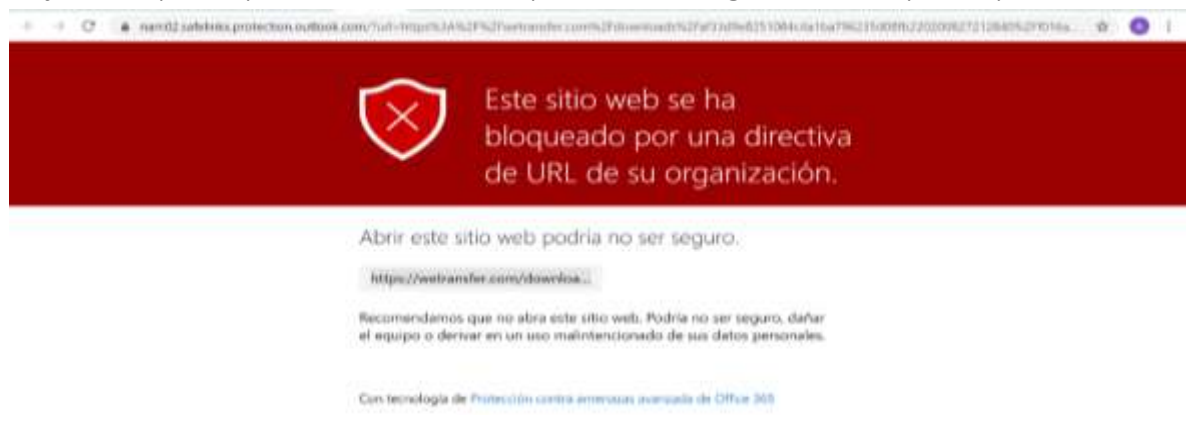 Este sitio web se ha
bloqueado por una directiva
de URL de su organización.
Abrir este sitio web podría no ser seguro.
https://wetransfer.com/downloa...
Recomendamos que no abra este sitio web. Podría no ser seguro, dañar
el equipo o derivar en un uso malintencionado de sus datos personales.
Con tecnología de Protección contra amenazas avanzada de Office 365